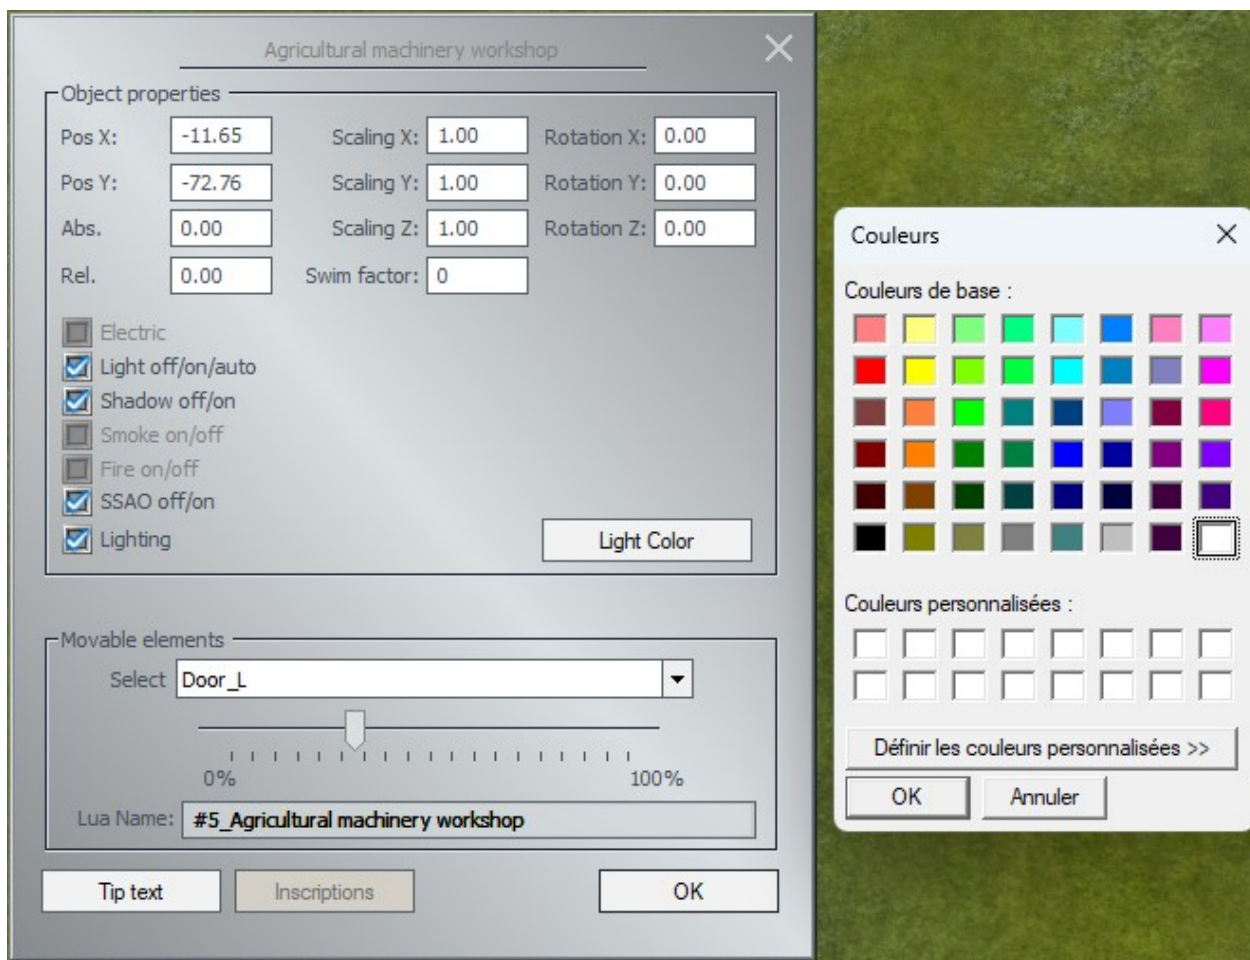 Agricultural machinery workshop
Object properties
Pos X: -11.65 Scaling X: 1.00 Rotation X: 0.00
Pos Y: -72.76 Scaling Y: 1.00 Rotation Y: 0.00
Abs. 0.00 Scaling Z: 1.00 Rotation Z: 0.00
Rel. 0.00 Swim factor: 0
Electric
Light off/on/auto
Shadow off/on
Smoke on/off
Fire on/off
SSAO off/on
Lighting
Light Color
Movable elements
Select Door_L
0% 100%
Lua Name: #5_Agricultural machinery workshop
Tip text Inscriptions OK
Couleurs
Couleurs de base :
Couleurs personnalisées :
Définir les couleurs personnalisées >>
OK Annuler